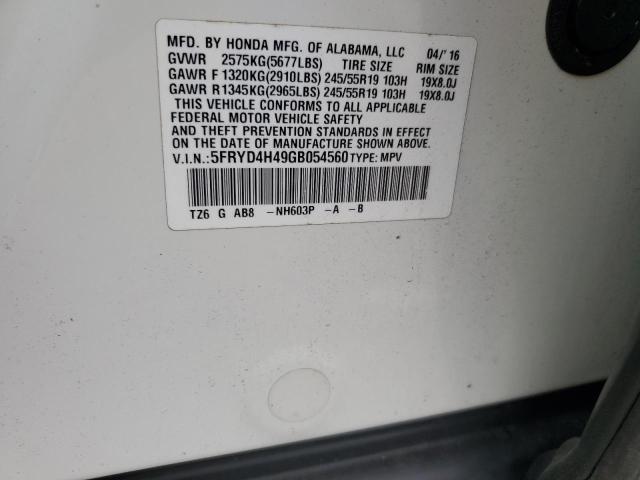 MFD. BY HONDA MFG. OF ALABAMA, LLC 04/'16
GVWR 2575KG(5677LBS) TIRE SIZE RIM SIZE
GAWR F 1320KG(2910LBS) 245/55R19 103H 19X8.0J
GAWR R 1345KG(2965LBS) 245/55R19 103H 19X8.0J
THIS VEHICLE CONFORMS TO ALL APPLICABLE
FEDERAL MOTOR VEHICLE SAFETY
AND THEFT PREVENTION STANDARDS IN EFFECT
ON THE DATE OF MANUFACTURE SHOWN ABOVE.
V.I.N.:5FRYD4H49GB054560 TYPE: MPV
TZ6 G AB8 -NH603P -A -B